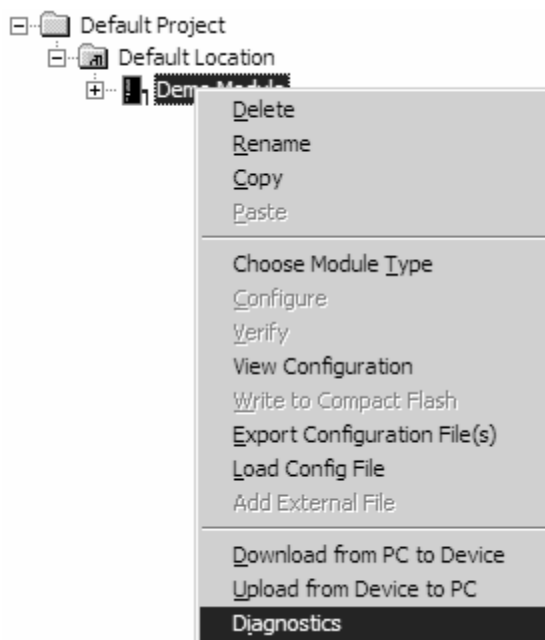 Default Project
Default Location
Demo Module
Delete
Rename
Copy
Paste
Choose Module Type
Configure
Verify
View Configuration
Write to Compact Flash
Export Configuration File(s)
Load Config File
Add External File
Download from PC to Device
Upload from Device to PC
Diagnostics